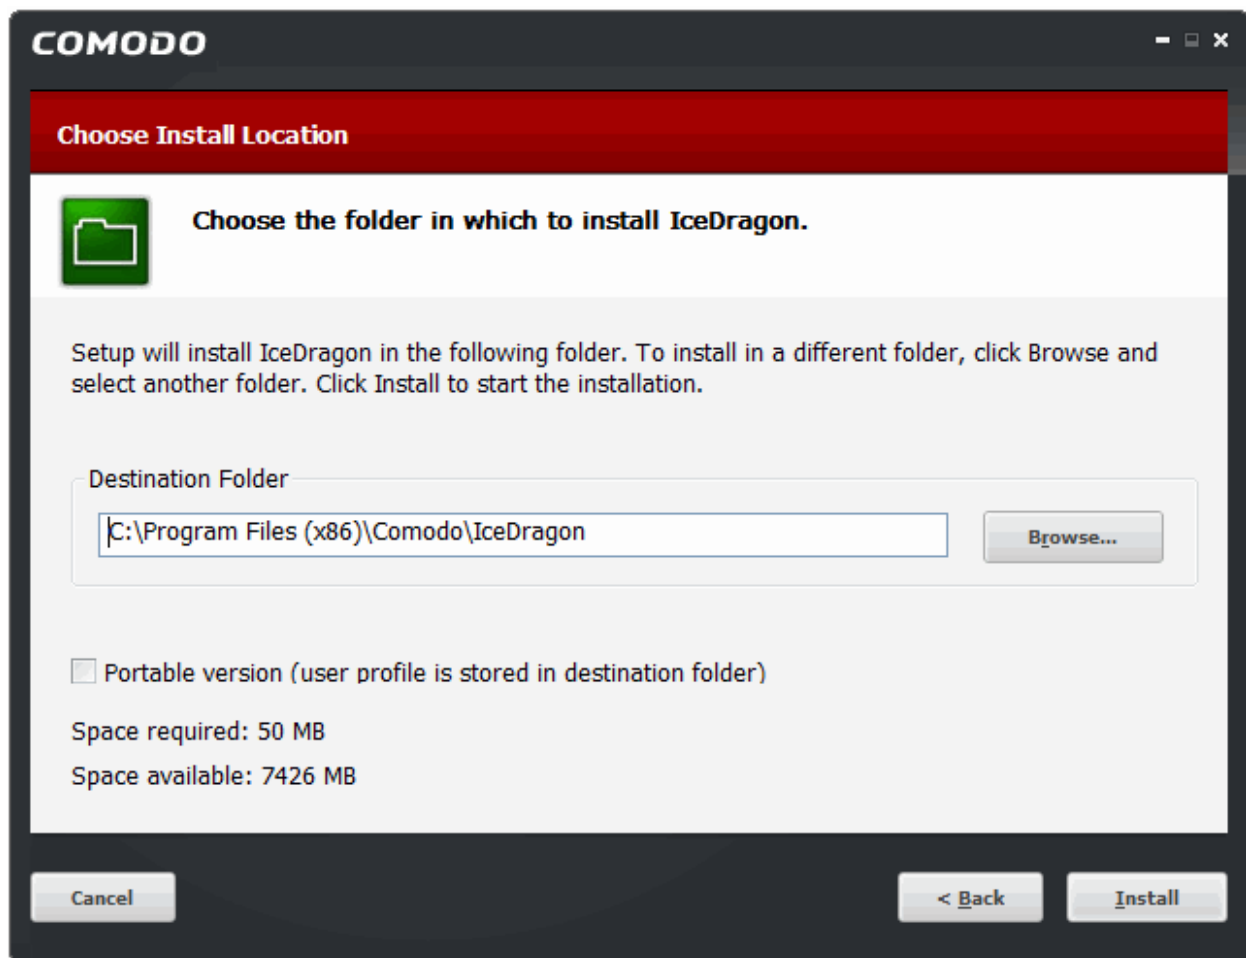 COMODO
Choose Install Location
Choose the folder in which to install IceDragon.
Setup will install IceDragon in the following folder. To install in a different folder, click Browse and
select another folder. Click Install to start the installation.
Destination Folder
C:\Program Files (x86)\Comodo\IceDragon
Browse...
Portable version (user profile is stored in destination folder)
Space required: 50 MB
Space available: 7426 MB
Cancel
< Back
Install